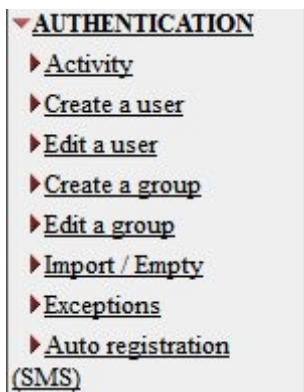 AUTHENTICATION
Activity
Create a user
Edit a user
Create a group
Edit a group
Import / Empty
Exceptions
Auto registration
(SMS)